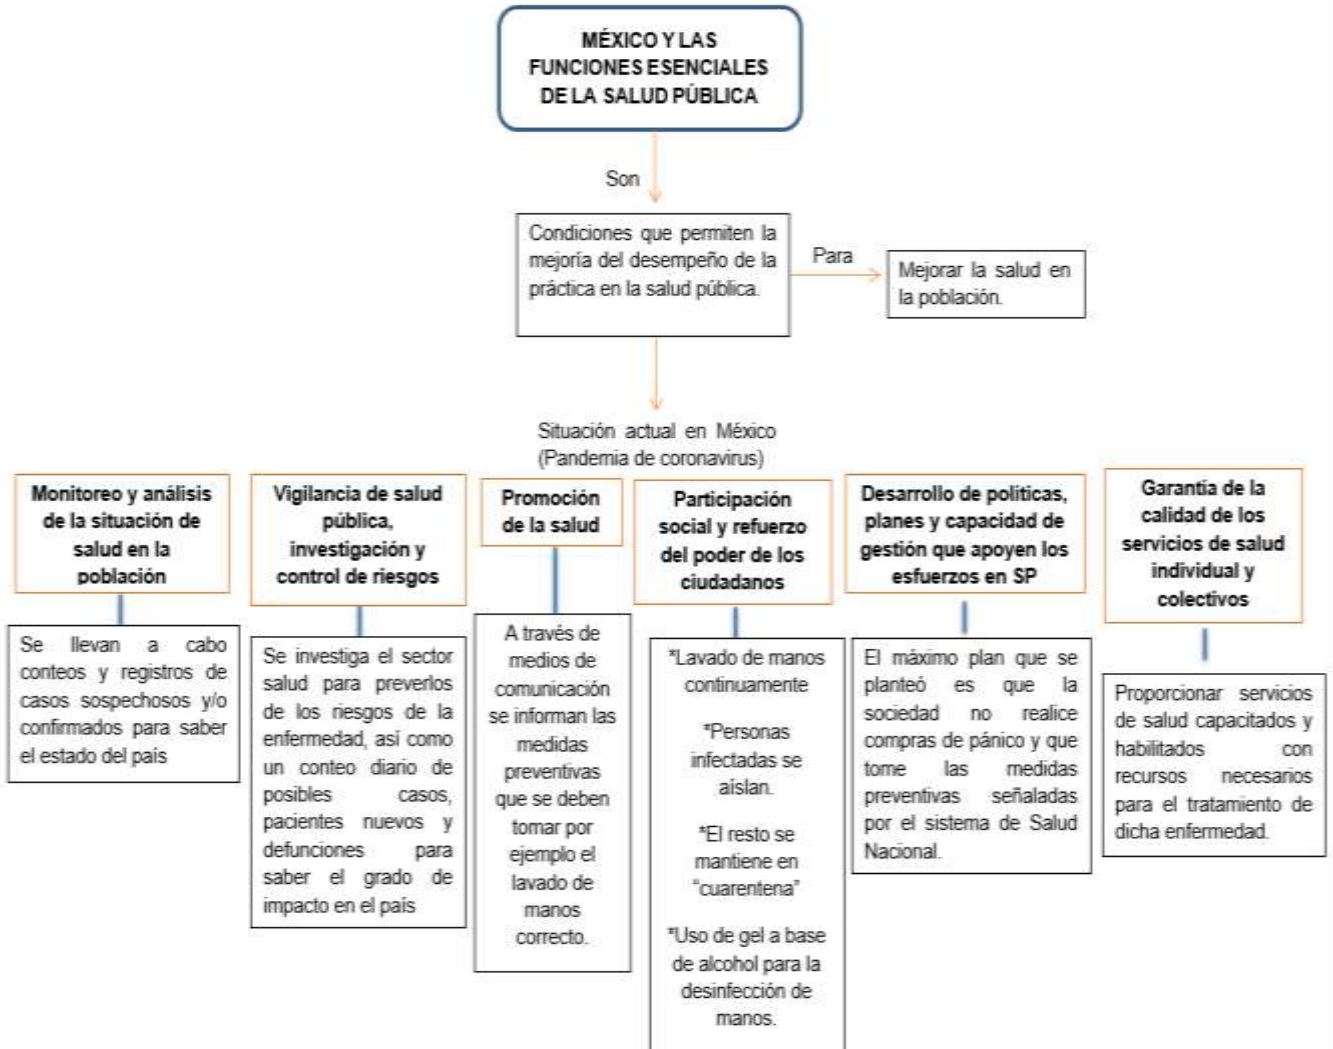 MÉXICO Y LAS
FUNCIONES ESENCIALES
DE LA SALUD PÚBLICA
Son
Condiciones que permiten la
mejoría del desempeño de la
práctica en la salud pública.
Para
Mejorar la salud en
la población.
Situación actual en México
(Pandemia de coronavirus)
Monitoreo y análisis
de la situación de
salud en la
población
Se llevan a cabo
conteos y registros de
casos sospechosos y/o
confirmados para saber
el estado del país
Vigilancia de salud
pública,
investigación y
control de riesgos
Se investiga el sector
salud para preverlos
de los riesgos de la
enfermedad, así como
un conteo diario de
posibles casos,
pacientes nuevos y
defunciones para
saber el grado de
impacto en el país
Promoción
de la salud
A través de
medios de
comunicación
se informan las
medidas
preventivas
que se deben
tomar por
ejemplo el
lavado de
manos
correcto.
Participación
social y refuerzo
del poder de los
ciudadanos
*Lavado de manos
continuamente
*Personas
infectadas se
aíslan.
*El resto se
mantiene en
"cuarentena"
*Uso de gel a base
de alcohol para la
desinfección de
manos.
Desarrollo de políticas,
planes y capacidad de
gestión que apoyen los
esfuerzos en SP
El máximo plan que se
planteó es que la
sociedad no realice
compras de pánico y que
tome las medidas
preventivas señaladas
por el sistema de Salud
Nacional.
Garantía de la
calidad de los
servicios de salud
individual y
colectivos
Proporcionar servicios
de salud capacitados y
habilitados con
recursos necesarios
para el tratamiento de
dicha enfermedad.